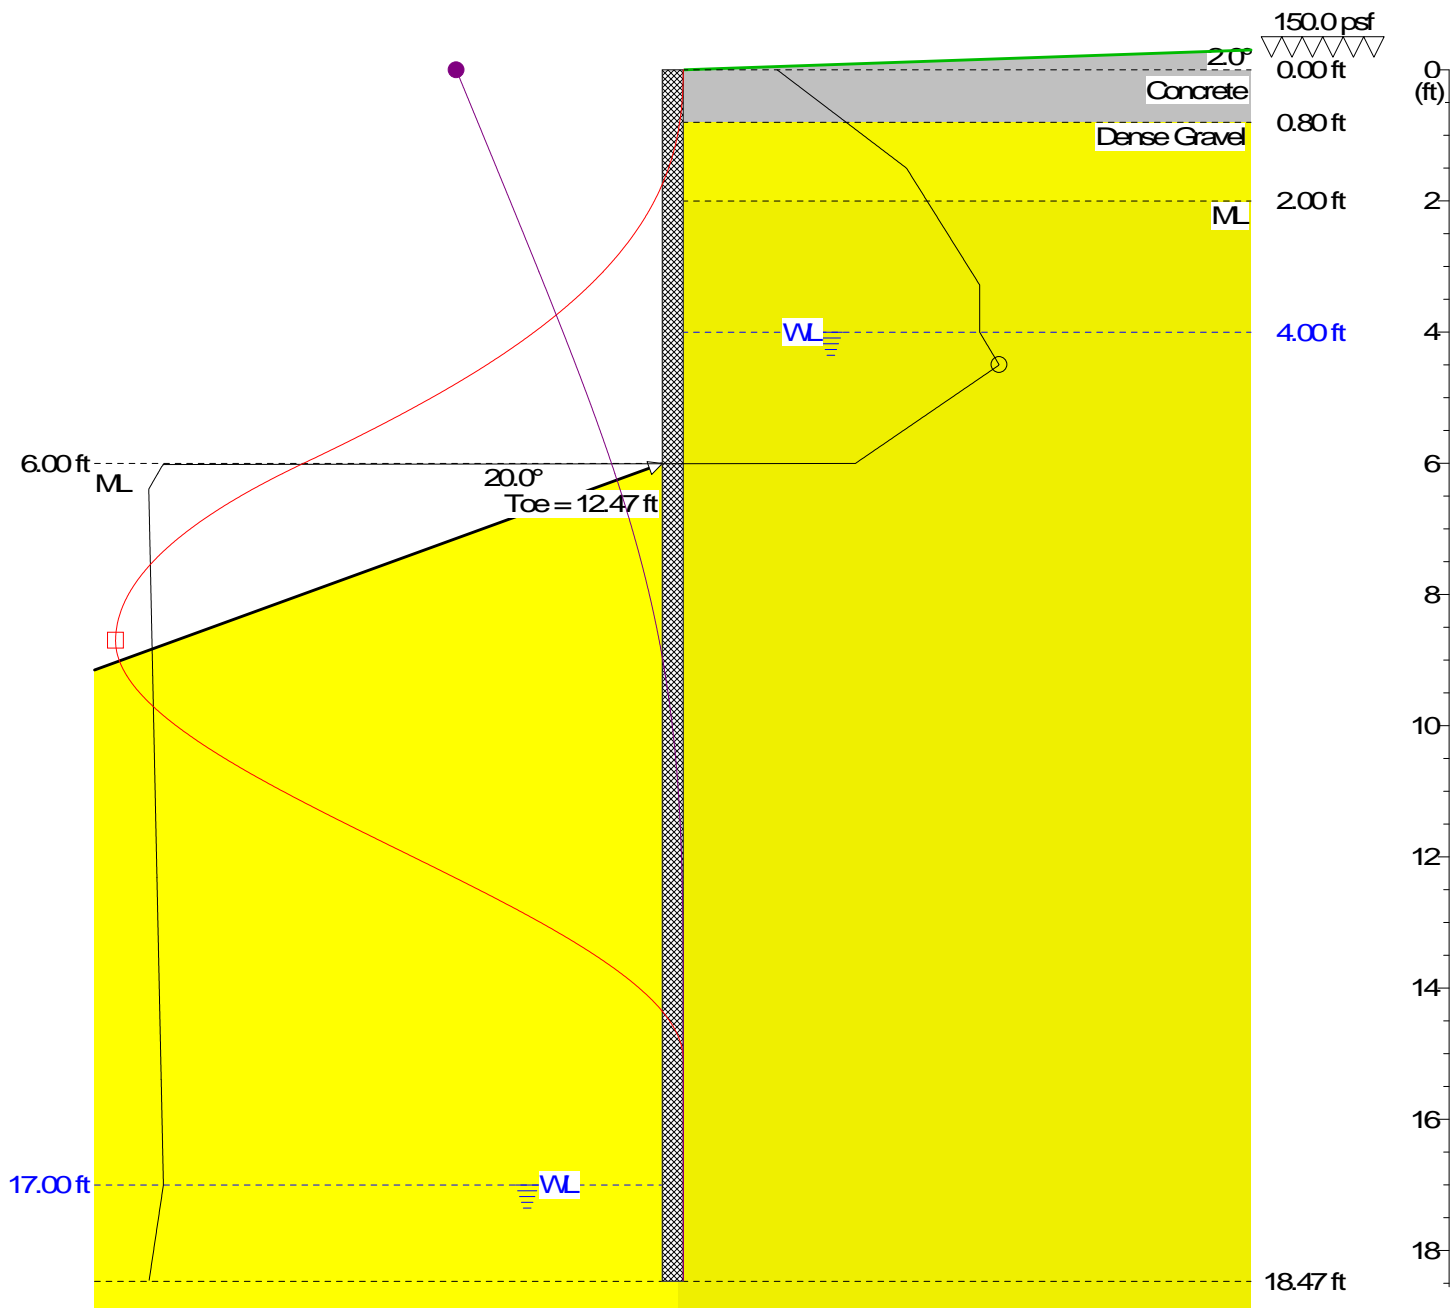 150.0 psf
2.0°
0.00 ft
0
(ft)
Concrete
0.80 ft
Dense Gravel
2.00 ft
2
ML
WL
4.00 ft
4
6.00 ft
ML
20.0°
Toe = 12.47 ft
6
8
10
12
14
16
17.00 ft
WL
18
18.47 ft